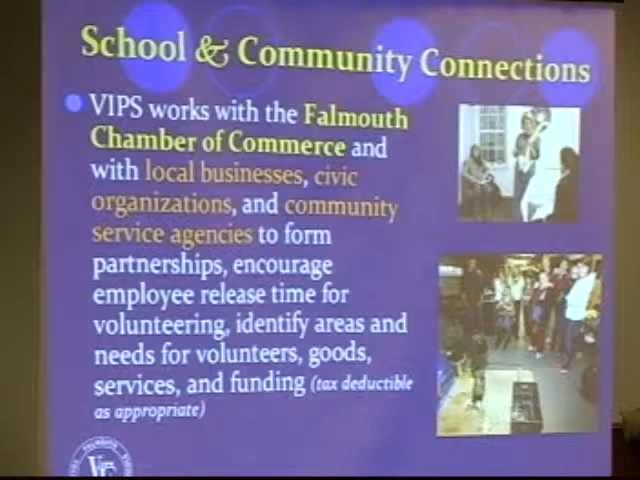 School & Community Connections
VIPS works with the Falmouth
Chamber of Commerce and
with local businesses, civic
organizations, and community
service agencies to form
partnerships, encourage
employee release time for
volunteering, identify areas and
needs for volunteers, goods,
services, and funding (tax deductible
as appropriate)
VIPS